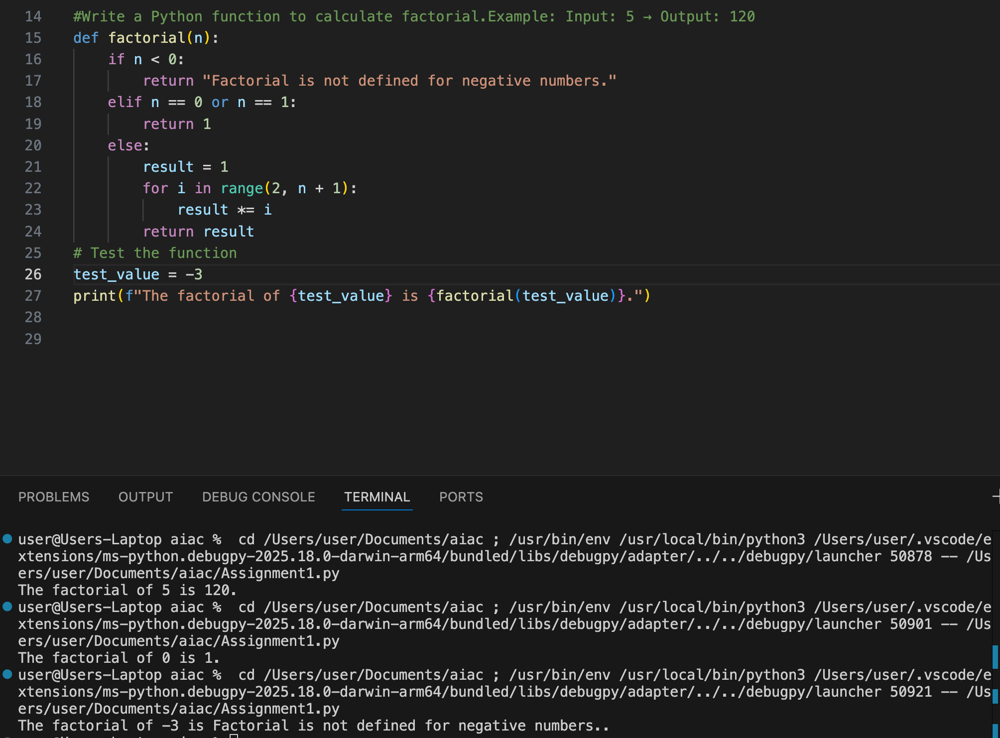 14 #Write a Python function to calculate factorial.Example: Input: 5 → Output: 120
15 def factorial(n):
16     if n < 0:
17         return "Factorial is not defined for negative numbers."
18     elif n == 0 or n == 1:
19         return 1
20     else:
21         result = 1
22         for i in range(2, n + 1):
23             result *= i
24         return result
25 # Test the function
26 test_value = -3
27 print(f"The factorial of {test_value} is {factorial(test_value)}.")
28
29
PROBLEMS OUTPUT DEBUG CONSOLE TERMINAL PORTS
user@Users-Laptop aiac %  cd /Users/user/Documents/aiac ; /usr/bin/env /usr/local/bin/python3 /Users/user/.vscode/e
xtensions/ms-python.debugpy-2025.18.0-darwin-arm64/bundled/libs/debugpy/adapter/../../debugpy/launcher 50878 -- /Us
ers/user/Documents/aiac/Assignment1.py
The factorial of 5 is 120.
user@Users-Laptop aiac %  cd /Users/user/Documents/aiac ; /usr/bin/env /usr/local/bin/python3 /Users/user/.vscode/e
xtensions/ms-python.debugpy-2025.18.0-darwin-arm64/bundled/libs/debugpy/adapter/../../debugpy/launcher 50901 -- /Us
ers/user/Documents/aiac/Assignment1.py
The factorial of 0 is 1.
user@Users-Laptop aiac %  cd /Users/user/Documents/aiac ; /usr/bin/env /usr/local/bin/python3 /Users/user/.vscode/e
xtensions/ms-python.debugpy-2025.18.0-darwin-arm64/bundled/libs/debugpy/adapter/../../debugpy/launcher 50921 -- /Us
ers/user/Documents/aiac/Assignment1.py
The factorial of -3 is Factorial is not defined for negative numbers..